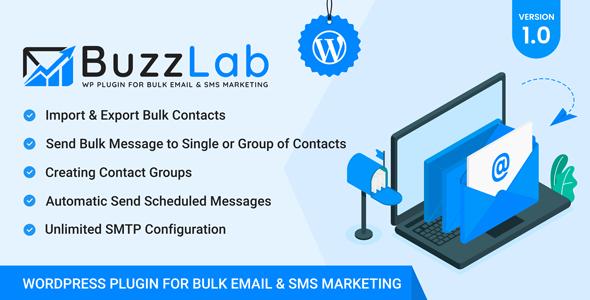 VERSION
1.0
BuzzLab
WP PLUGIN FOR BULK EMAIL & SMS MARKETING
Import & Export Bulk Contacts
Send Bulk Message to Single or Group of Contacts
Creating Contact Groups
Automatic Send Scheduled Messages
Unlimited SMTP Configuration
@
WORDPRESS PLUGIN FOR BULK EMAIL & SMS MARKETING